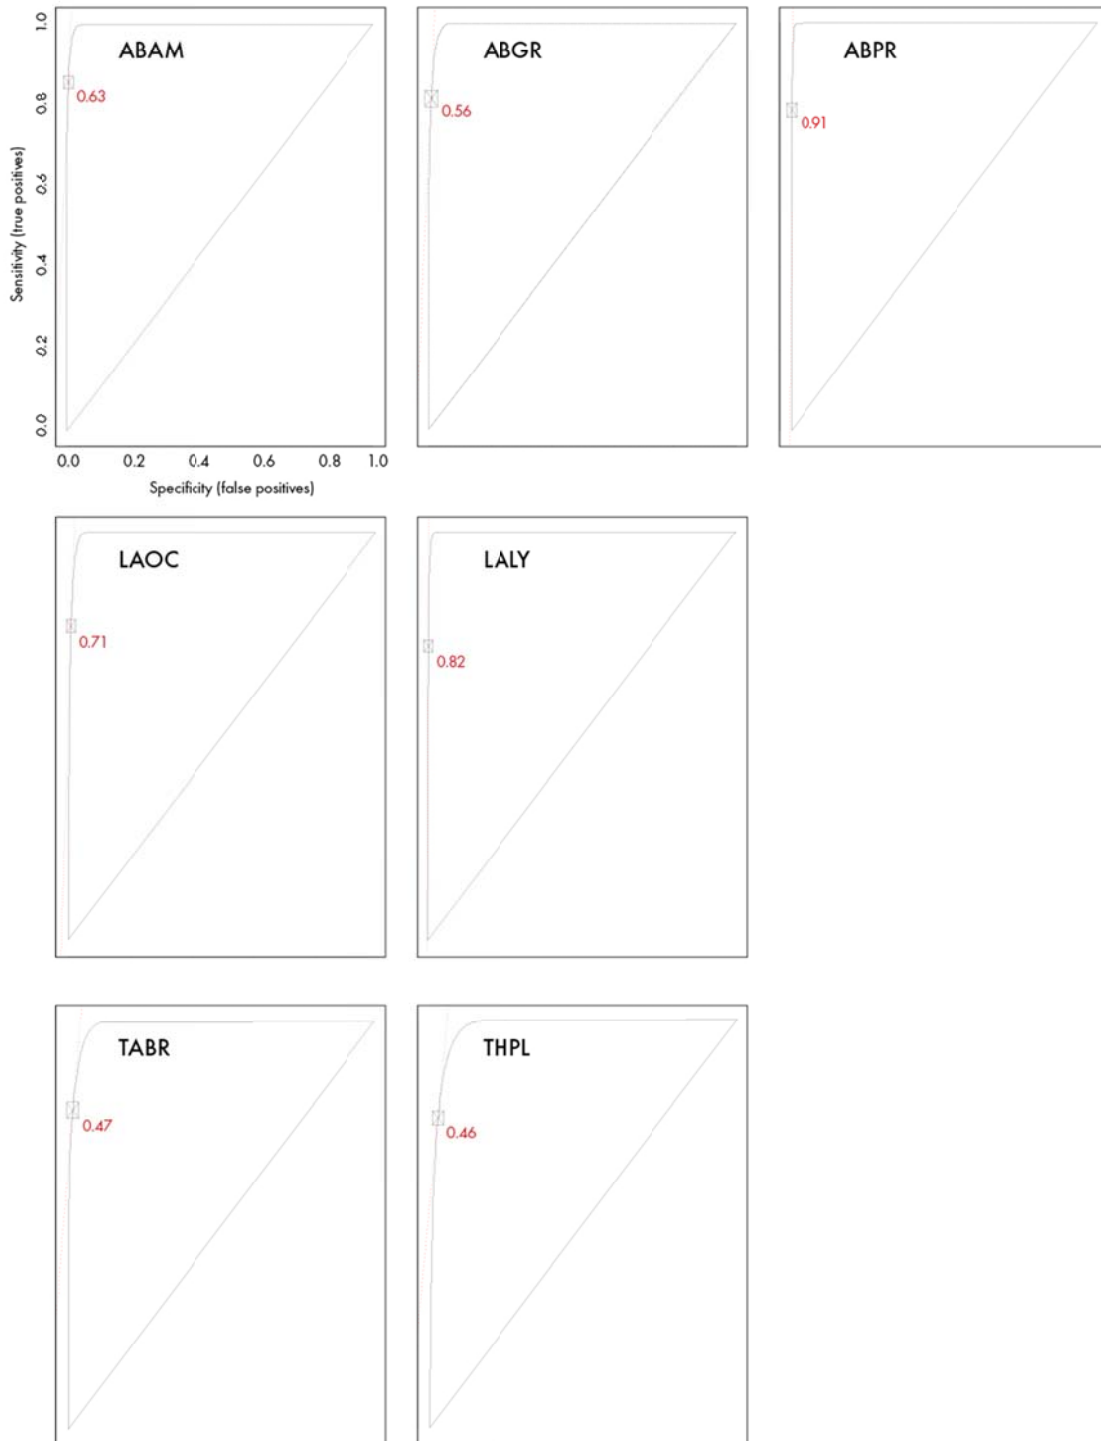 ABAM
ABGR
ABPR
1.0
0.8
0.6
0.4
0.2
0.0
Sensitivity (true positives)
0.63
0.56
0.91
0.0 0.2 0.4 0.6 0.8 1.0
Specificity (false positives)
LAOC
LALY
0.71
0.82
TABR
THPL
0.47
0.46